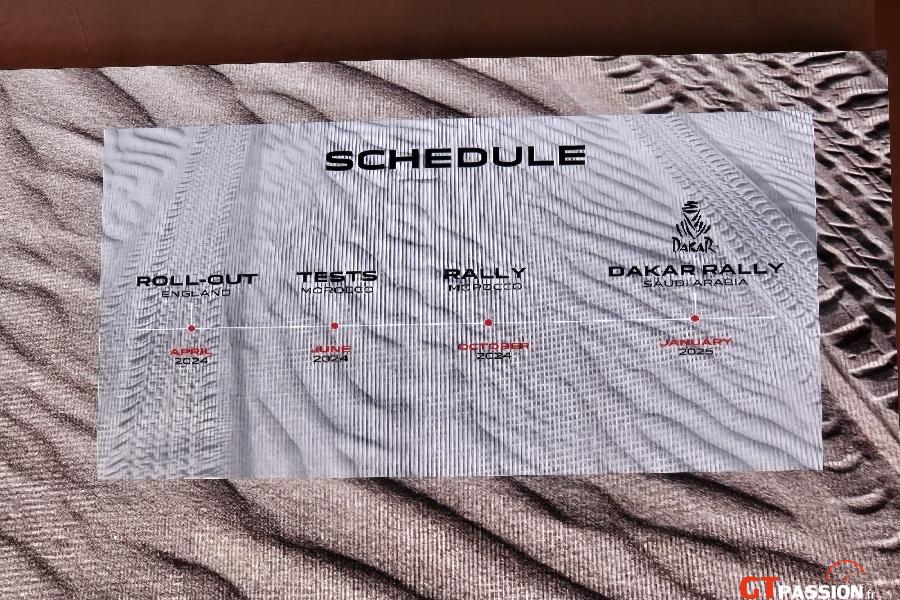 SCHEDULE
DAKAR
ROLL-OUT
ENGLAND
APRIL
2024
TESTS
MOROCCO
JUNE
2024
RALLY
MOROCCO
OCTOBER
2024
DAKAR RALLY
SAUDI ARABIA
JANUARY
2025
GTPASSION.fr